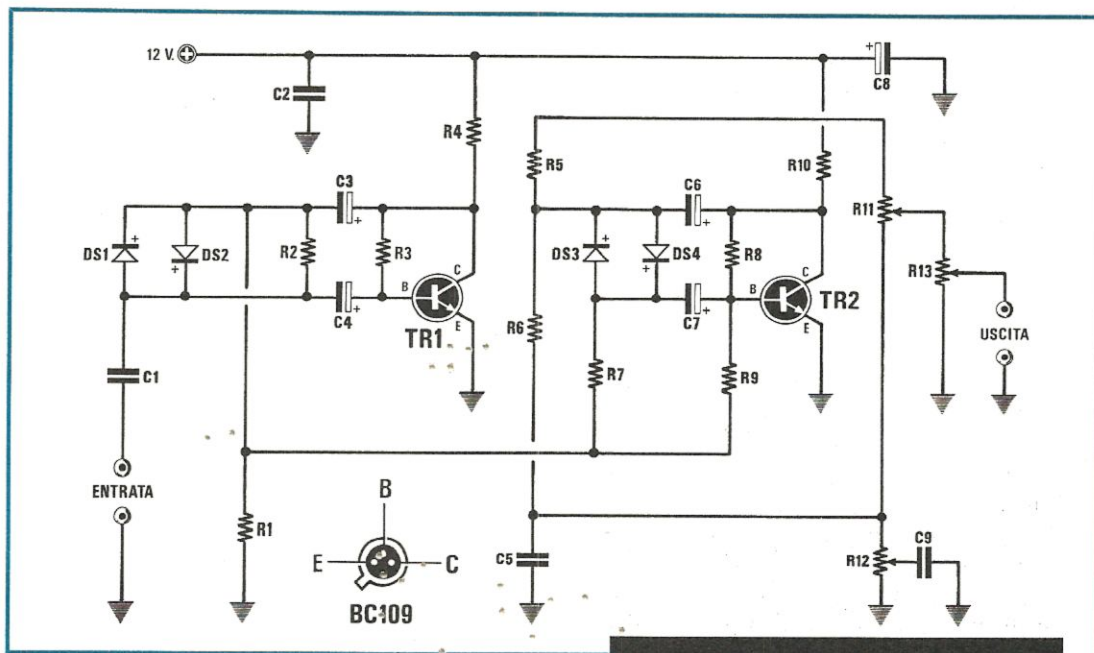 12 V.
C2
C8
R4
R5
R10
C3
C6
R11
DS1
DS2
R2
R3
DS3
DS4
R8
R13
C
B
TR1
E
C4
C
B
TR2
E
C7
R6
USCITA
C1
R7
R9
ENTRATA
B
R1
E
C
BC109
C5
R12
C9